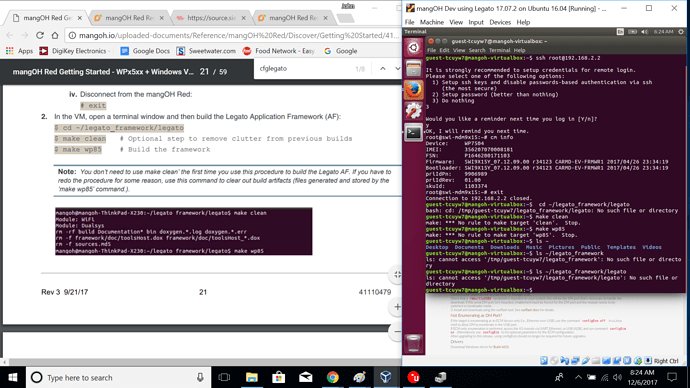 mangOH Red Re
https://source.si
mangOH Red Re
John
mangoh.io/uploaded-documents/Reference/mangOH%20Red/Discover/Getting%20Started/41
Apps
DigiKey Electronics -
Google Docs
Sweetwater.com
Food Network - Easy
Google
mangOH Red Getting Started - WPx5xx + Windows V...
21 / 59
cfglegato
1/8
iv. Disconnect from the mangOH Red:
# exit
2. In the VM, open a terminal window and then build the Legato Application Framework (AF):
$ cd ~/legato_framework/legato
$ make clean # Optional step to remove clutter from previous builds
$ make wp85 # Build the framework
Note: You don't need to use make clean' the first time you use this procedure to build the Legato AF. If you have to
redo the procedure for some reason, use this command to clear out build artifacts (files generated and stored by the
'make wp85' command.).
mangoh@mangoh-ThinkPad-X230:~/legato_framework/legato$ make clean
Module: WiFi
Module: Dualsys
rm -rf build Documentation* bin doxygen.*.log doxygen.*.err
rm -f framework/doc/toolsHost.dox framework/doc/toolsHost_*.dox
rm -f sources.md5
mangoh@mangoh-ThinkPad-X230:~/legato_framework/legato$ make wp85
Rev 3 9/21/17
21
41110479
mangOH Dev using Legato 17.07.2 on Ubuntu 16.04 [Running] -
File Machine View Input Devices Help
Terminal
En
6:24 AM
guest-tcuyw7@mangoh-virtualbox: ~
File Edit View Search Terminal Help
guest-tcuyw7@mangoh-virtualbox:~$ ssh root@192.168.2.2
It is strongly recommended to setup credentials for remote login.
Please select one of the following options:
1) Setup ssh keys and disable passwords-based authentication via ssh
(the most secure)
2) Setup password (better than nothing)
3) Do nothing
3
Would you like a reminder next time you log in [Y/n]?
y
OK, I will remind you next time.
root@swi-mdm9x15:~# cm info
Device: WP7504
IMEI: 356207070008181
FSN: P1646200171103
Firmware: SWI9X15Y_07.12.09.00 r34123 CARMD-EV-FRMWR1 2017/04/26 23:34:19
Bootloader: SWI9X15Y_07.12.09.00 r34123 CARMD-EV-FRMWR1 2017/04/26 23:34:19
priIdPn: 9906989
priIdRev: 01.00
skuId: 1103374
root@swi-mdm9x15:~# exit
Connection to 192.168.2.2 closed.
guest-tcuyw7@mangoh-virtualbox:~$ cd ~/legato_framework/legato
bash: cd: /tmp/guest-tcuyw7/legato_framework/legato: No such file or directory
guest-tcuyw7@mangoh-virtualbox:~$ make clean
make: *** No rule to make target 'clean'. Stop.
guest-tcuyw7@mangoh-virtualbox:~$ make wp85
make: *** No rule to make target 'wp85'. Stop.
guest-tcuyw7@mangoh-virtualbox:~$ ls ~
Desktop Documents Downloads Music Pictures Public Templates Videos
guest-tcuyw7@mangoh-virtualbox:~$ ls ~/legato_framework
ls: cannot access '/tmp/guest-tcuyw7/legato_framework': No such file or directo
ry
guest-tcuyw7@mangoh-virtualbox:~$ ls ~/legato_framework/legato
ls: cannot access '/tmp/guest-tcuyw7/legato_framework/legato': No such file or
directory
guest-tcuyw7@mangoh-virtualbox:~$
Right Ctrl
Type here to search
8:24 AM
12/6/2017